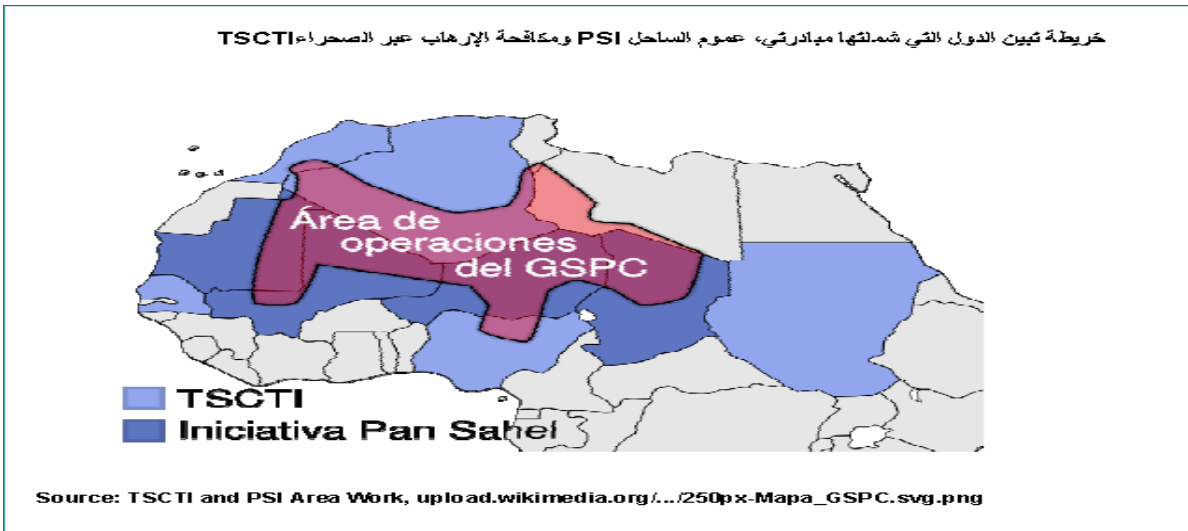 خريطة تبين الدول التي شملتها مبادرتي، عموم الساحل PSI ومكافحة الإرهاب عبر الصحراء TSCTI
Área de
operaciones
del GSPC
TSCTI
Iniciativa Pan Sahel
Source: TSCTI and PSI Area Work, upload.wikimedia.org/.../250px-Mapa_GSPC.svg.png